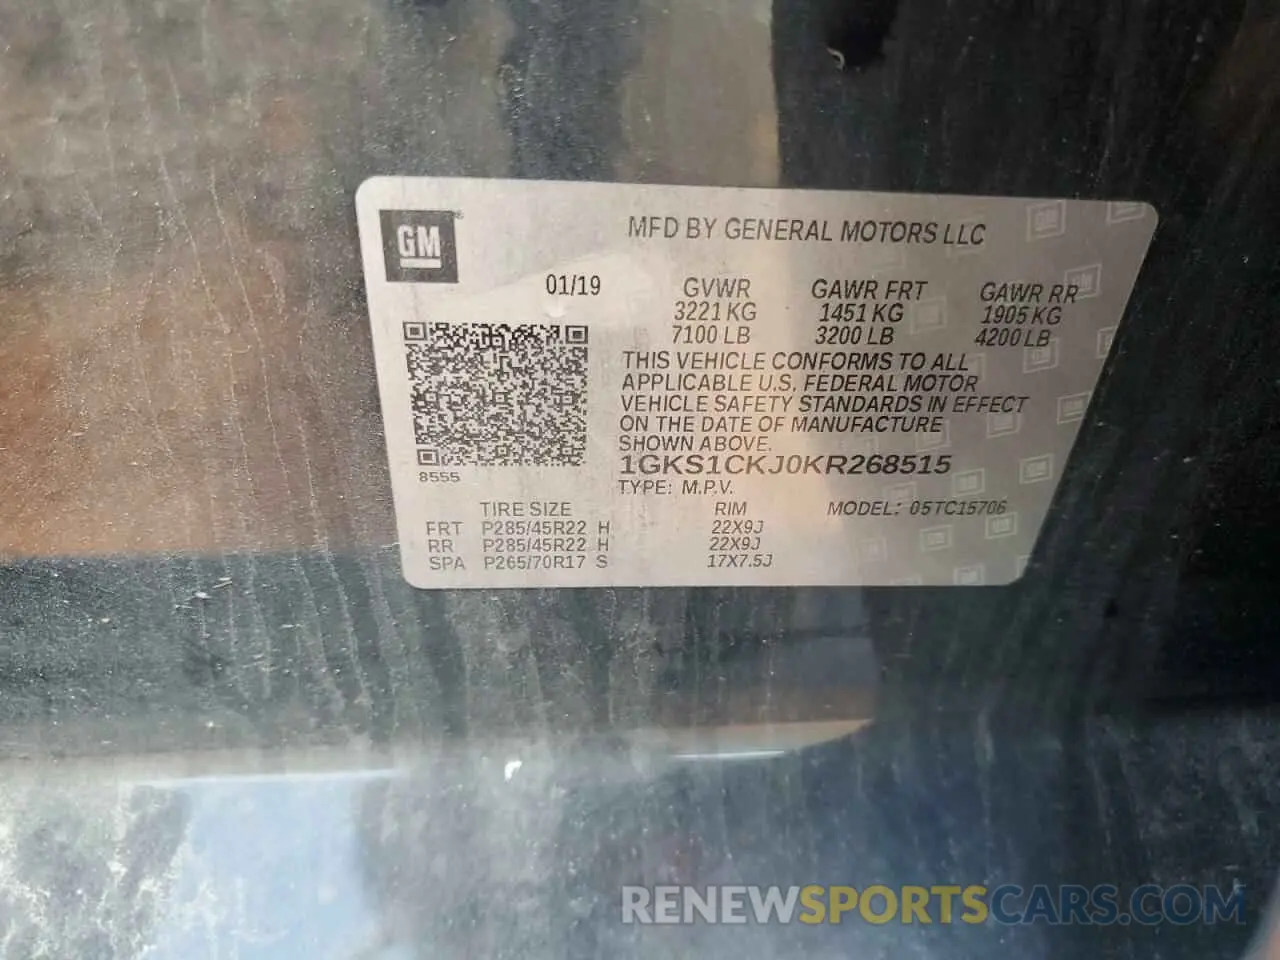 GM®
MFD BY GENERAL MOTORS LLC
01/19 GVWR GAWR FRT GAWR RR
3221 KG 1451 KG 1905 KG
7100 LB 3200 LB 4200 LB
THIS VEHICLE CONFORMS TO ALL
APPLICABLE U.S. FEDERAL MOTOR
VEHICLE SAFETY STANDARDS IN EFFECT
ON THE DATE OF MANUFACTURE
SHOWN ABOVE.
1GKS1CKJ0KR268515
8555
TYPE: M.P.V.
TIRE SIZE RIM MODEL: 05TC15706
FRT P285/45R22 H 22X9J
RR P285/45R22 H 22X9J
SPA P265/70R17 S 17X7.5J
RENEWSPORTSCARS.COM